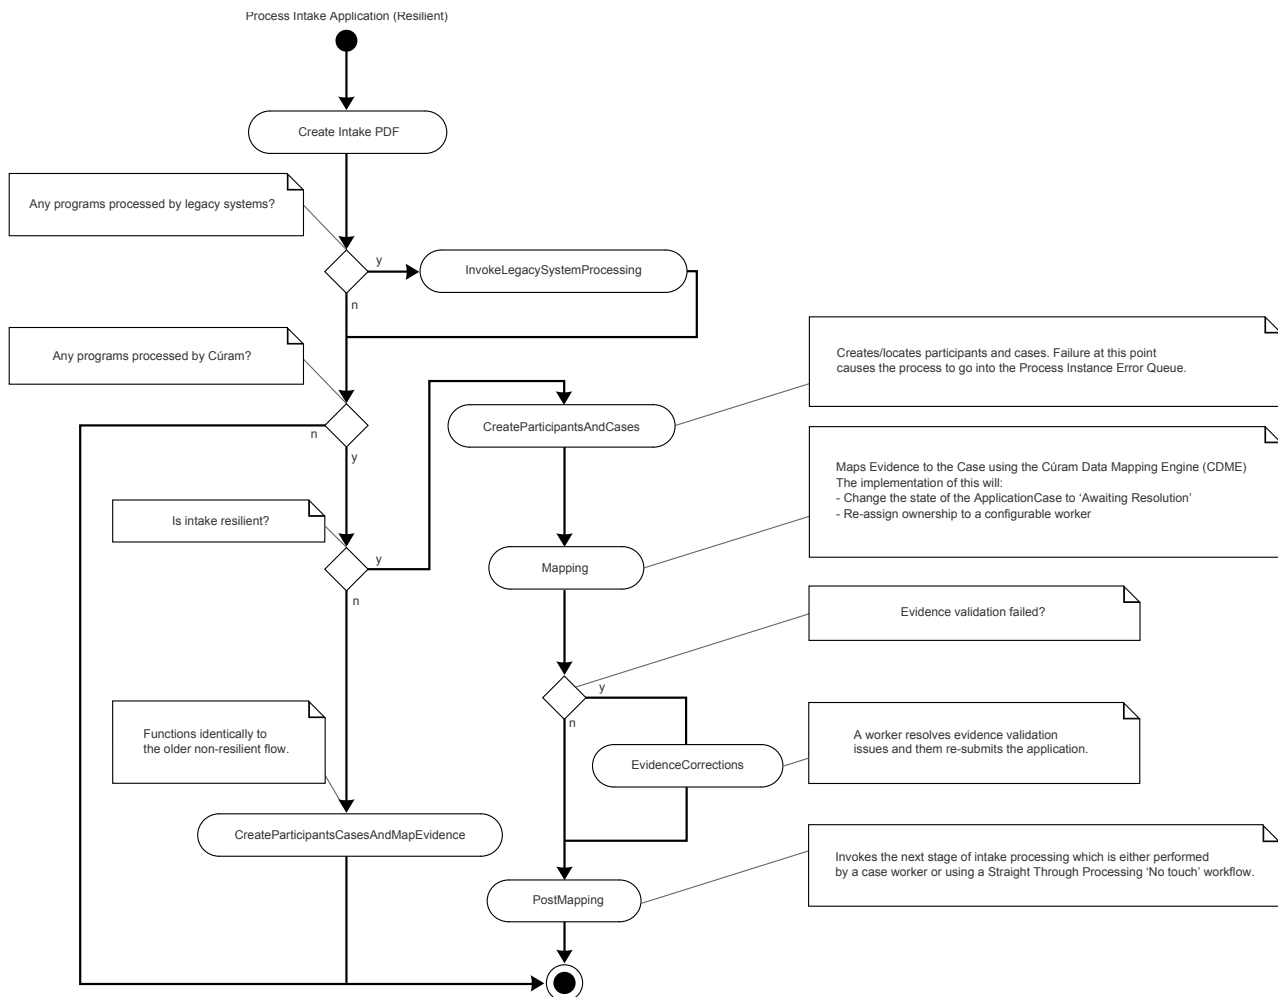 Process Intake Application (Resilient)
Create Intake PDF
Any programs processed by legacy systems?
y
InvokeLegacySystemProcessing
n
Any programs processed by Cúram?
Creates/locates participants and cases. Failure at this point
causes the process to go into the Process Instance Error Queue.
CreateParticipantsAndCases
n
y
Maps Evidence to the Case using the Cúram Data Mapping Engine (CDME)
The implementation of this will:
- Change the state of the ApplicationCase to ‘Awaiting Resolution’
- Re-assign ownership to a configurable worker
Is intake resilient?
y
Mapping
n
Evidence validation failed?
y
n
Functions identically to
the older non-resilient flow.
A worker resolves evidence validation
issues and them re-submits the application.
EvidenceCorrections
CreateParticipantsCasesAndMapEvidence
Invokes the next stage of intake processing which is either performed
by a case worker or using a Straight Through Processing ‘No touch’ workflow.
PostMapping